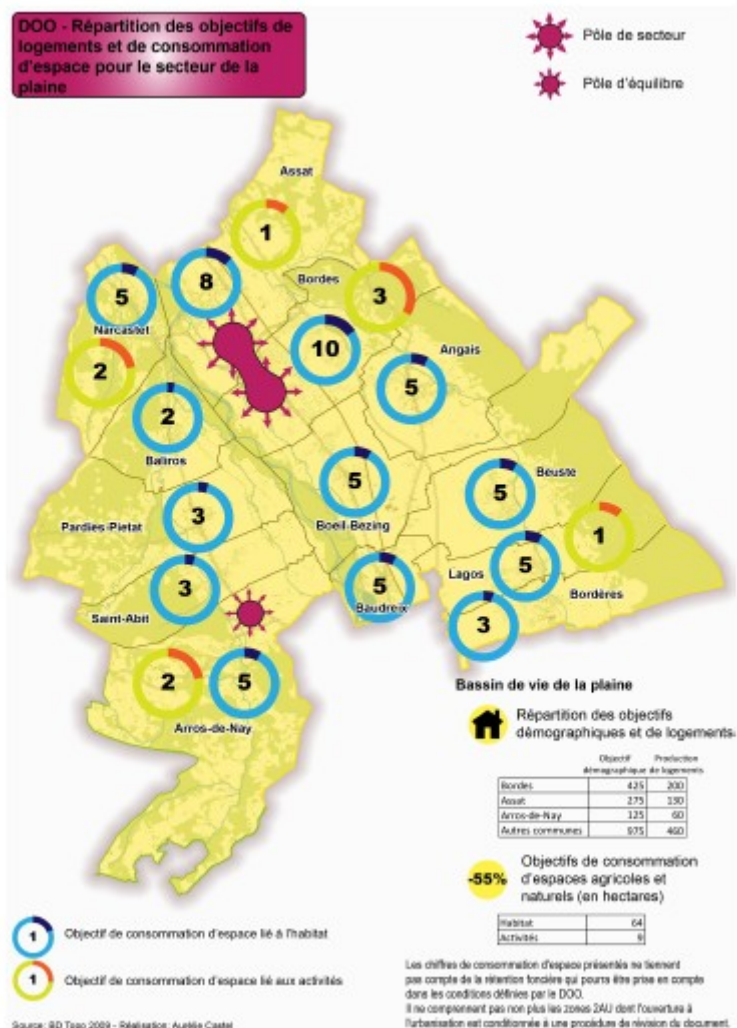 DOO - Répartition des objectifs de
logements et de consommation
d'espace pour le secteur de la
plaine
Pôle de secteur
Pôle d'équilibre
Assat
1
8
Bordes
5
3
Narcastet
10
Angais
2
5
2
Baliros
5
Beuste
5
3
Pardies-Pietat
Boeil-Bezing
1
5
Lagos
5
3
Baudreix
Bordères
Saint-Abit
3
2
5
Arros-de-Nay
Bassin de vie de la plaine
Répartition des objectifs
démographiques et de logements
Objectif Production
démographique de logements
Bordes 425 200
Assat 275 130
Arros-de-Nay 125 60
Autres communes 975 460
-55%
Objectifs de consommation
d'espaces agricoles et
naturels (en hectares)
Habitat 64
Activités 9
1 Objectif de consommation d'espace lié à l'habitat
1 Objectif de consommation d'espace lié aux activités
Les chiffres de consommation d'espace présentés ne tiennent
pas compte de la rétention foncière qui pourra être prise en compte
dans les conditions définies par le DOO.
Il ne comprennent pas non plus les zones 2AU dont l'ouverture à
l'urbanisation est conditionnée à une procédure de révision du document.
Source: BD Topo 2009 - Réalisation: Aurélie Castel